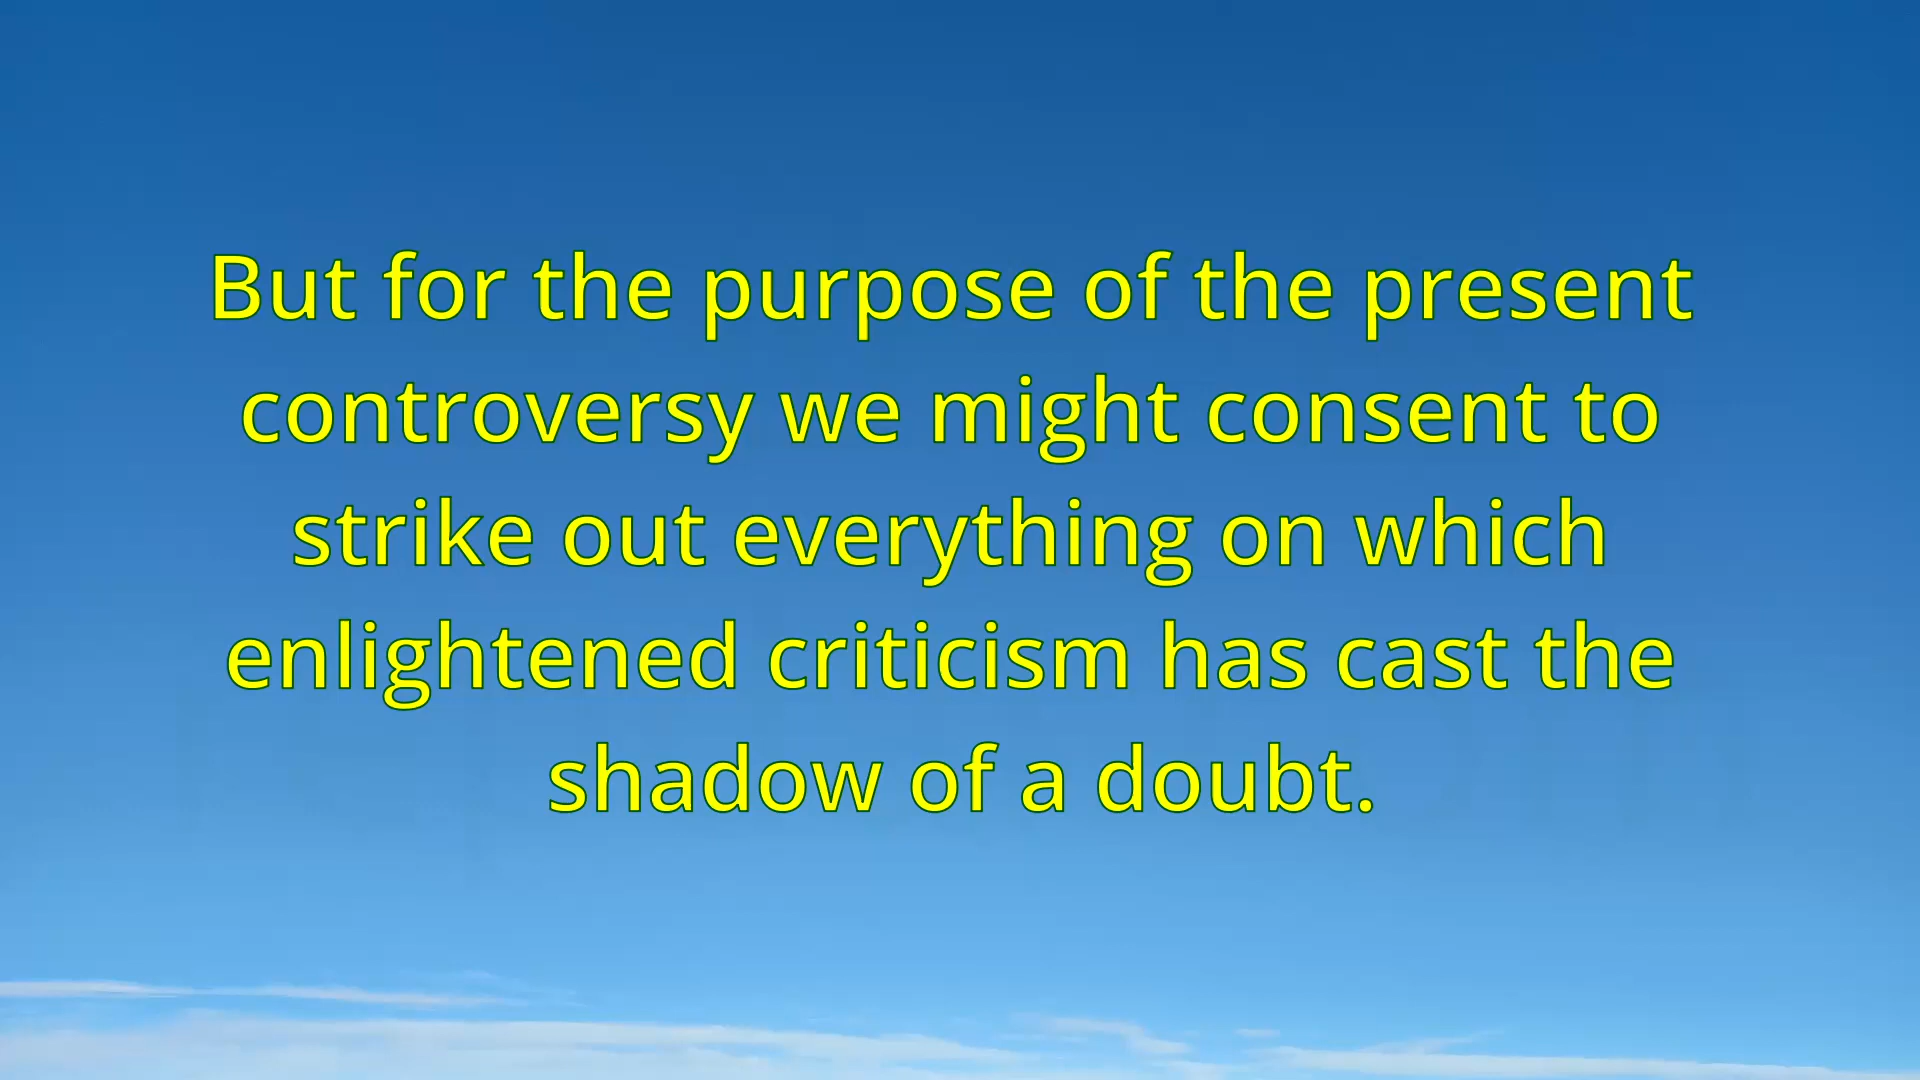 But for the purpose of the present
controversy we might consent to
strike out everything on which
enlightened criticism has cast the
shadow of a doubt.